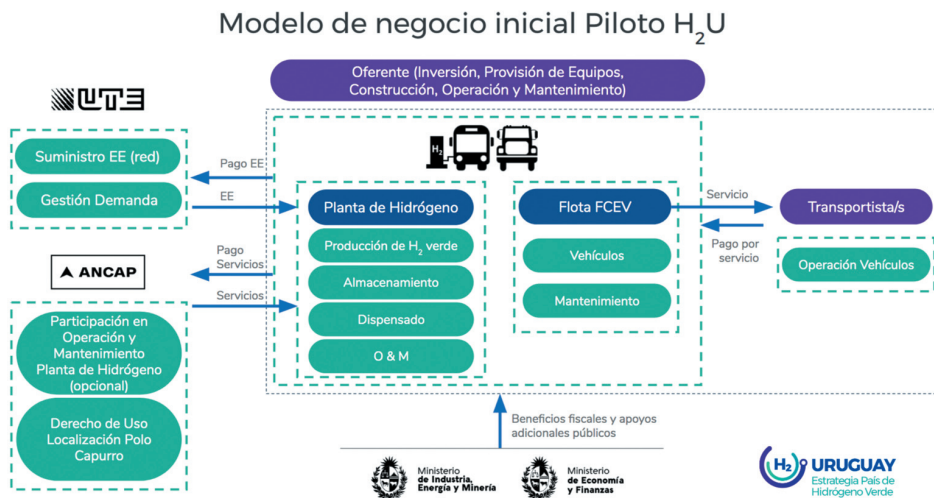 Modelo de negocio inicial Piloto H₂U
Oferente (Inversión, Provisión de Equipos,
Construcción, Operación y Mantenimiento)
UTE
Suministro EE (red)
Gestión Demanda
Pago EE
EE
ANCAP
Pago
Servicios
Servicios
Participación en
Operación y
Mantenimiento
Planta de Hidrógeno
(opcional)
Derecho de Uso
Localización Polo
Capurro
H₂
Planta de Hidrógeno
Producción de H₂ verde
Almacenamiento
Dispensado
O & M
Flota FCEV
Vehículos
Mantenimiento
Servicio
Pago por
servicio
Transportista/s
Operación Vehículos
Beneficios fiscales y apoyos
adicionales públicos
Ministerio
de Industria,
Energía y Minería
Ministerio
de Economía
y Finanzas
H₂ URUGUAY
Estrategia País de
Hidrógeno Verde